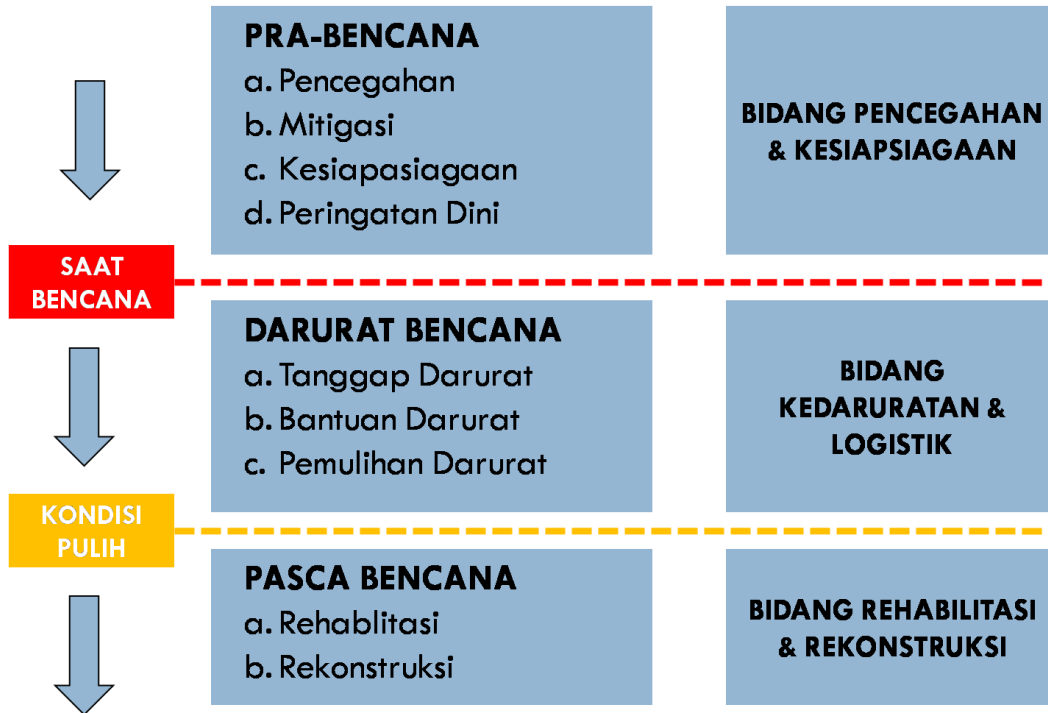 PRA-BENCANA
a. Pencegahan
b. Mitigasi
c. Kesiapasiagaan
d. Peringatan Dini
BIDANG PENCEGAHAN
& KESIAPSIAGAAN
SAAT
BENCANA
DARURAT BENCANA
a. Tanggap Darurat
b. Bantuan Darurat
c. Pemulihan Darurat
BIDANG
KEDARURATAN &
LOGISTIK
KONDISI
PULIH
PASCA BENCANA
a. Rehablitasi
b. Rekonstruksi
BIDANG REHABILITASI
& REKONSTRUKSI